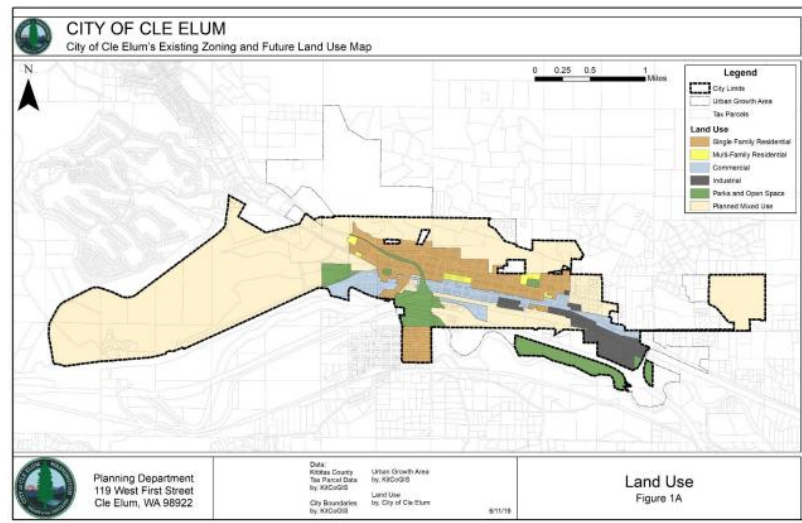 CITY OF CLE ELUM
City of Cle Elum's Existing Zoning and Future Land Use Map
N
0 0.25 0.5 1
Miles
Legend
City Limits
Urban Growth Area
Tax Parcels
Land Use
Single Family Residential
Multi-Family Residential
Commercial
Industrial
Parks and Open Space
Planned Mixed Use
Planning Department
119 West First Street
Cle Elum, WA 98922
Data:
Kittitas County
Tax Parcel Data
by, KitCoGIS
City Boundaries
by, KitCoGIS
Urban Growth Area
by, KitCoGIS
Land Use
by, City of Cle Elum
Land Use
Figure 1A